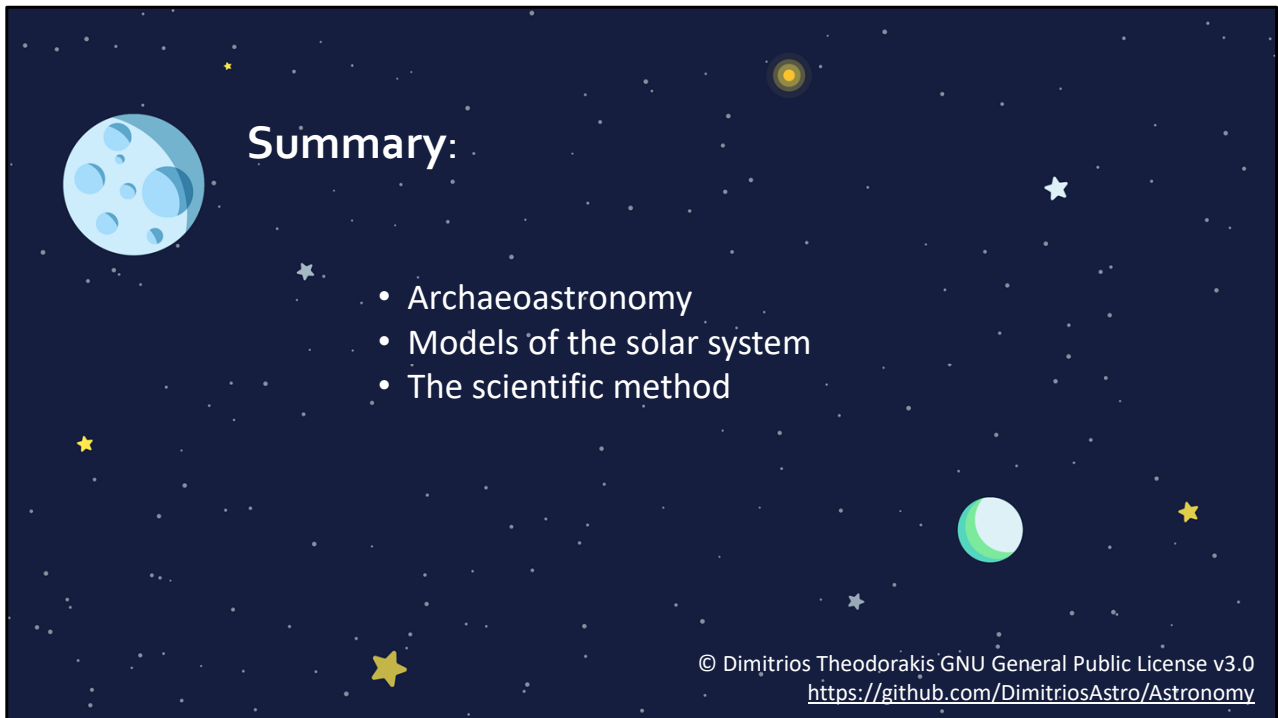 Summary:
• Archaeoastronomy
• Models of the solar system
• The scientific method
© Dimitrios Theodorakis GNU General Public License v3.0
https://github.com/DimitriosAstro/Astronomy